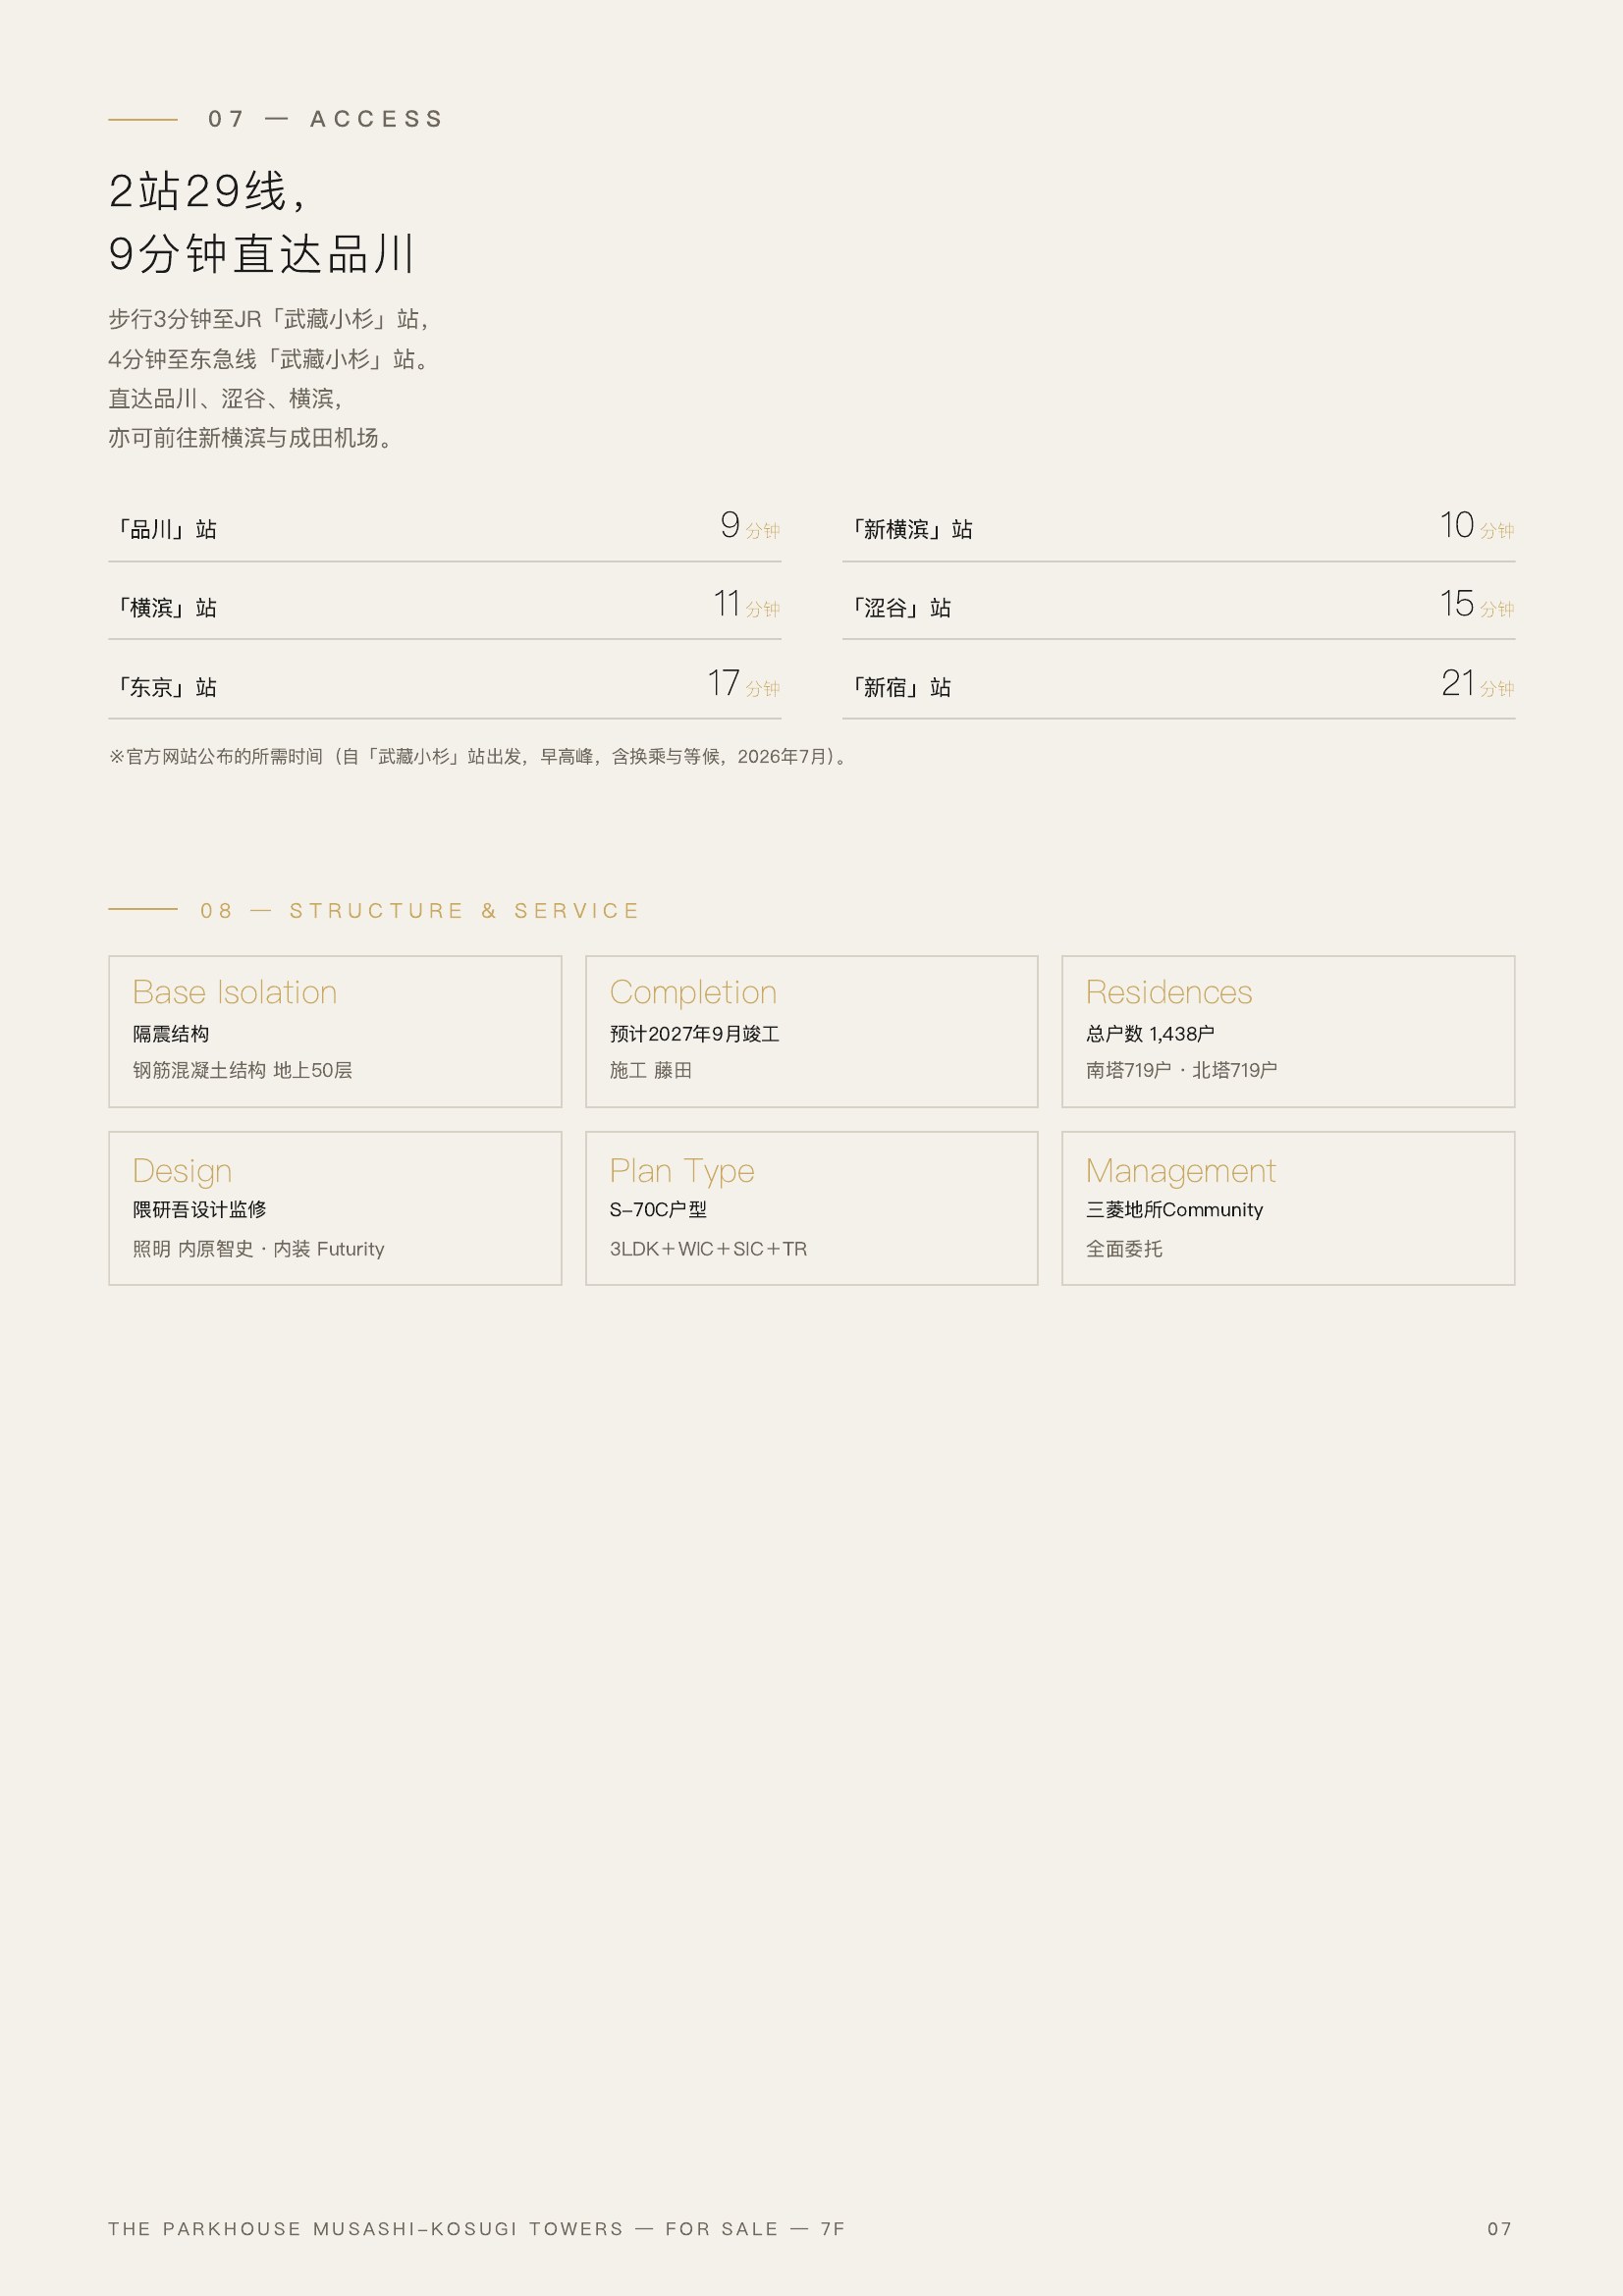 07 — ACCESS
2站29线，
9分钟直达品川
步行3分钟至JR「武藏小杉」站，
4分钟至东急线「武藏小杉」站。
直达品川、涩谷、横滨，
亦可前往新横滨与成田机场。
「品川」站 9分钟
「新横滨」站 10分钟
「横滨」站 11分钟
「涩谷」站 15分钟
「东京」站 17分钟
「新宿」站 21分钟
※官方网站公布的所需时间（自「武藏小杉」站出发，早高峰，含换乘与等候，2026年7月）。
08 — STRUCTURE & SERVICE
Base Isolation
隔震结构
钢筋混凝土结构 地上50层
Completion
预计2027年9月竣工
施工 藤田
Residences
总户数 1,438户
南塔719户 · 北塔719户
Design
隈研吾设计监修
照明 内原智史 · 内装 Futurity
Plan Type
S–70C户型
3LDK＋WIC＋SIC＋TR
Management
三菱地所Community
全面委托
THE PARKHOUSE MUSASHI–KOSUGI TOWERS — FOR SALE — 7F
07